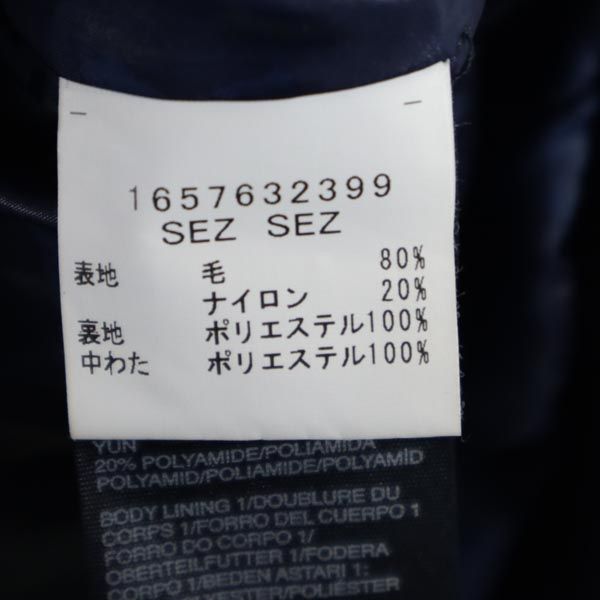 1657632399
SEZ SEZ
表地 毛 80%
ナイロン 20%
裏地 ポリエステル100%
中わた ポリエステル100%
YUN
20% POLYAMIDE/POLIAMIDA
POLYAMID/POLIAMIDE/POLYAMİD
BODY LINING 1/DOUBLURE DU
CORPS 1/FORRO DEL CUERPO 1
FORRO DO CORPO 1/
OBERTEILFUTTER 1/FODERA
CORPO 1/BEDEN ASTARI 1: